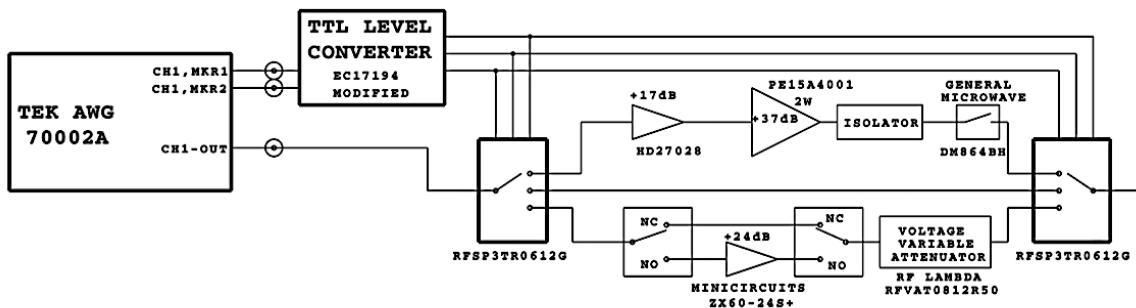 TTL LEVEL
CONVERTER
EC17194
MODIFIED
CH1,MKR1
CH1,MKR2
TEK AWG
70002A
CH1-OUT
+17dB
HD27028
PE15A4001
2W
+37dB
ISOLATOR
GENERAL
MICROWAVE
DM864BH
RFSP3TR0612G
NC
NO
+24dB
MINICIRCUITS
ZX60-24S+
NC
NO
VOLTAGE
VARIABLE
ATTENUATOR
RF LAMBDA
RFVAT0812R50
RFSP3TR0612G